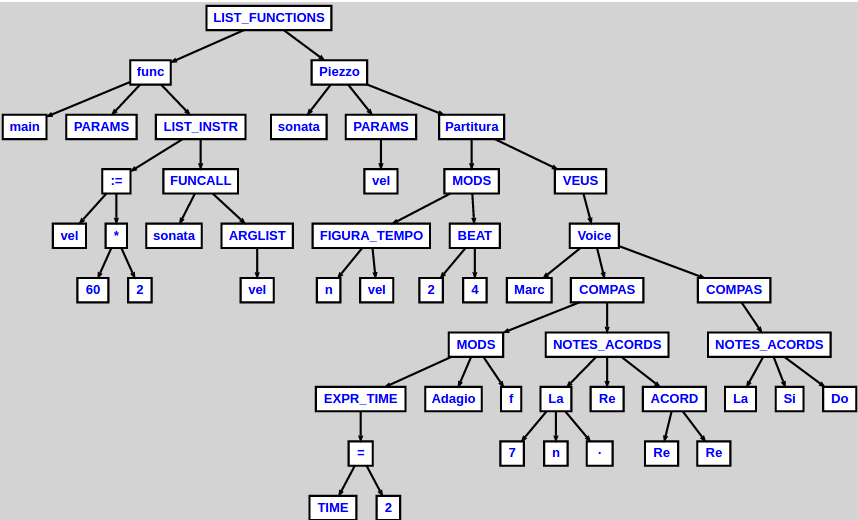 LIST_FUNCTIONS
func Piezzo
main PARAMS LIST_INSTR sonata PARAMS Partitura
:= FUNCALL vel MODS VEUS
vel * sonata ARGLIST FIGURA_TEMPO BEAT Voice
60 2 vel n vel 2 4 Marc COMPAS COMPAS
MODS NOTES_ACORDS NOTES_ACORDS
EXPR_TIME Adagio f La Re ACORD La Si Do
= 7 n · Re Re
TIME 2